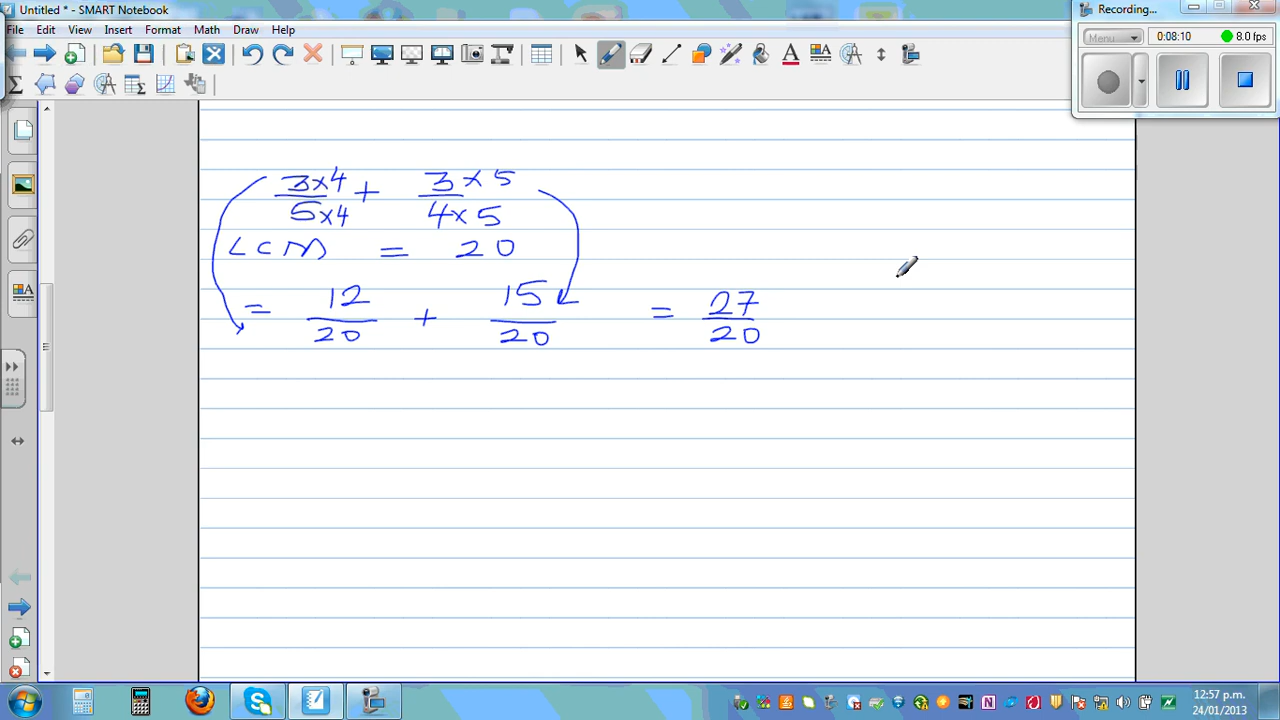 Untitled * - SMART Notebook
Recording...
File Edit View Insert Format Math Draw Help
Menu 0:08:10 8.0 fps
3×4 + 3×5
5×4 4×5
LCM = 20
= 12 + 15 = 27
20 20 20
12:57 p.m.
24/01/2013